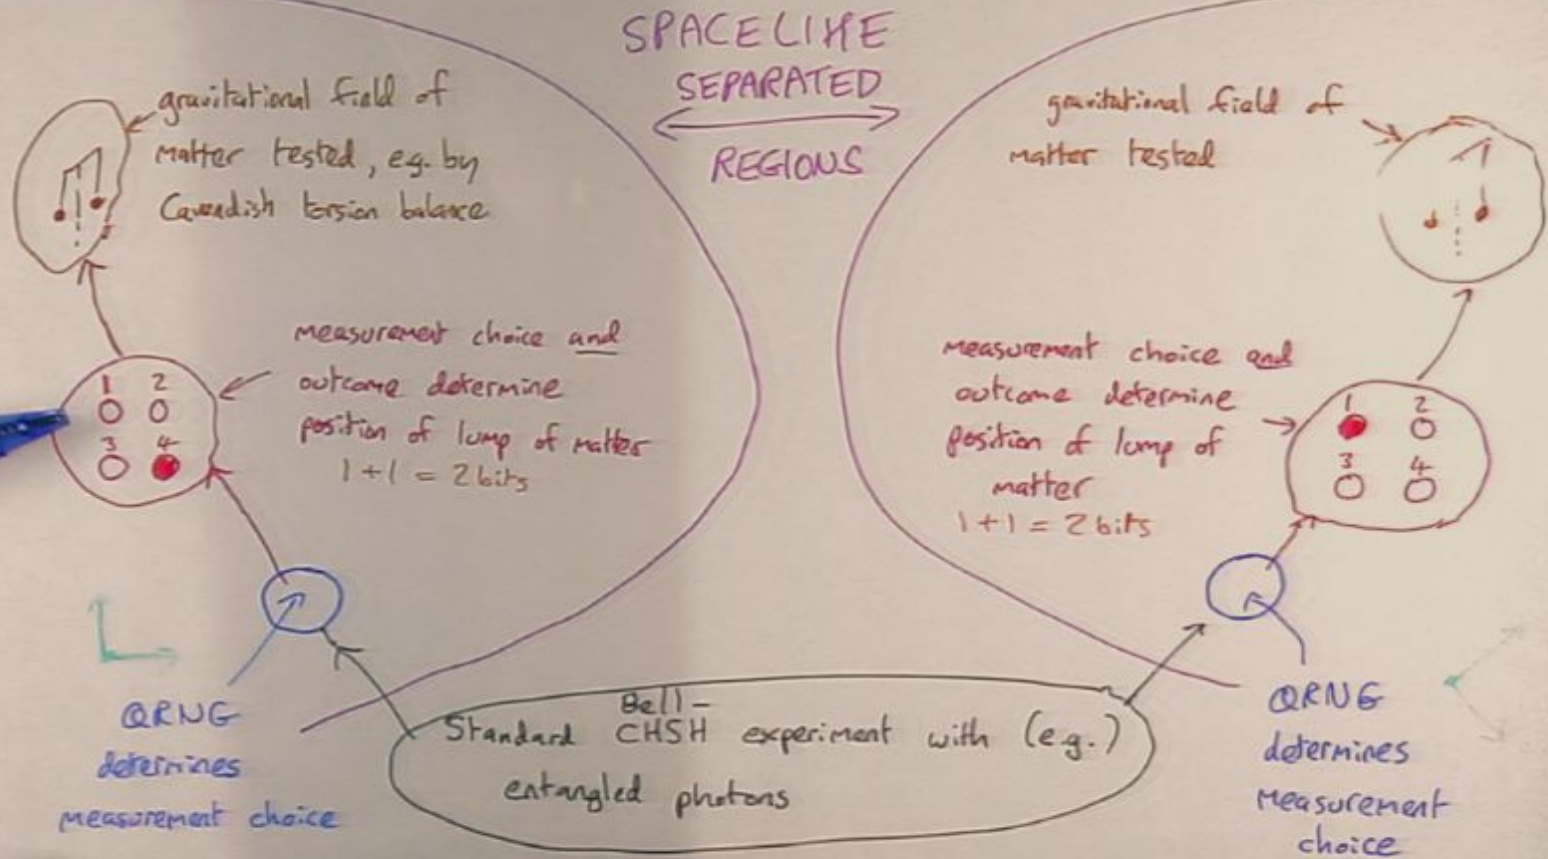 SPACELIKE
SEPARATED
REGIONS
gravitational field of
matter tested, e.g. by
Cavendish torsion balance
measurement choice and
outcome determine
position of lump of matter
1 + 1 = 2 bits
1 2
3 4
QRNG
determines
measurement choice
Bell -
Standard CHSH experiment with (e.g.)
entangled photons
gravitational field of
matter tested
measurement choice and
outcome determine
position of lump of
matter
1 + 1 = 2 bits
1 2
3 4
QRNG
determines
measurement
choice